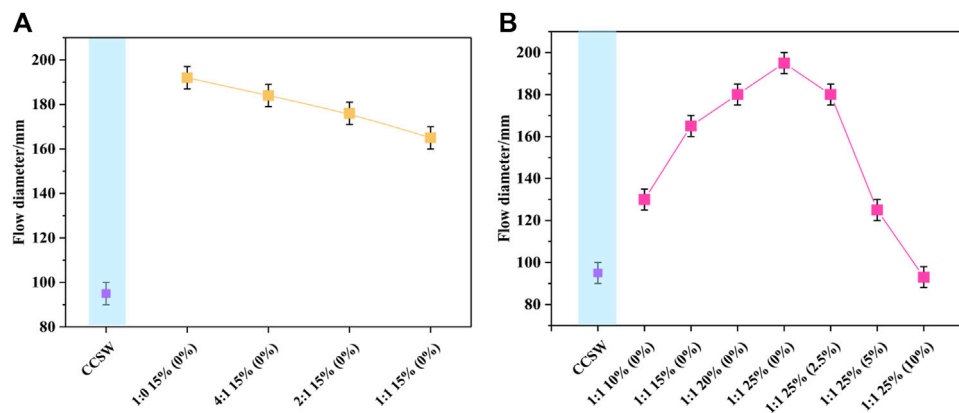 A
Flow diameter/mm
200
180
160
140
120
100
80
CCSW
1:0 15% (0%)
4:1 15% (0%)
2:1 15% (0%)
1:1 15% (0%)
B
Flow diameter/mm
200
180
160
140
120
100
80
CCSW
1:1 10% (0%)
1:1 15% (0%)
1:1 20% (0%)
1:1 25% (0%)
1:1 25% (2.5%)
1:1 25% (5%)
1:1 25% (10%)